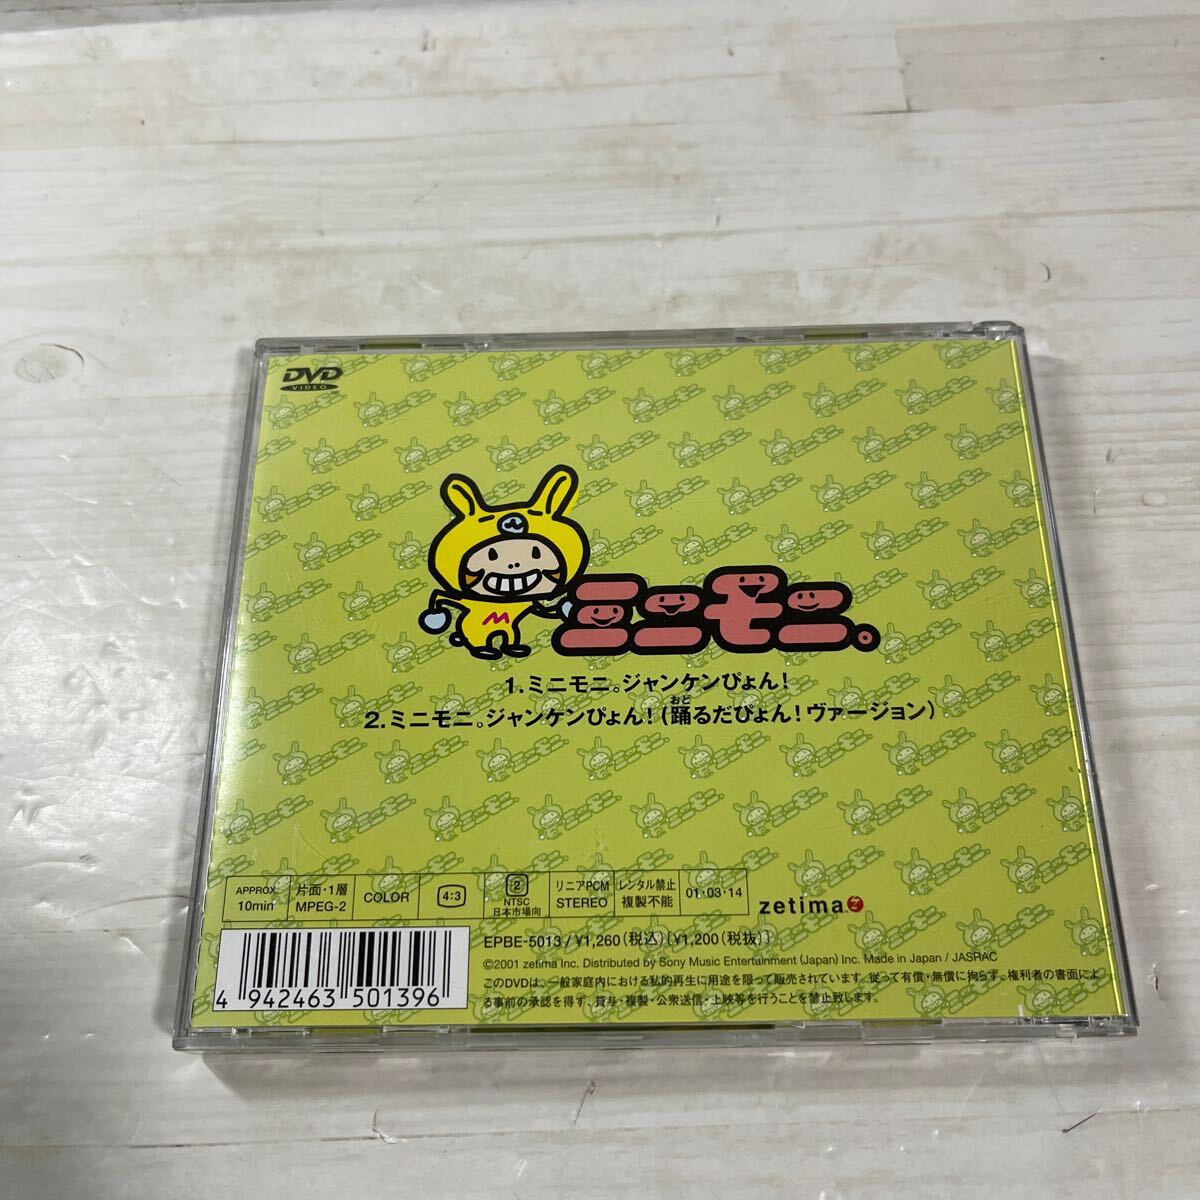 DVD
VIDEO
M
ミニモニ。
1.ミニモニ。ジャンケンぴょん!
おど
2.ミニモニ。ジャンケンぴょん!(踊るだぴょん!ヴァージョン)
APPROX.
10min
片面・1層
MPEG-2
COLOR
4:3
2
NTSC
日本市場向
リニアPCM
STEREO
レンタル禁止
複製不能
01・03・14
zetima
EPBE-5013/¥1,260(税込)[¥1,200(税抜)]
©2001 zetima Inc. Distributed by Sony Music Entertainment (Japan) Inc. Made in Japan / JASRAC
このDVDは、一般家庭内における私的再生に用途を限って販売されています。従って有償・無償に拘らず、権利者の書面によ
る事前の承認を得ず、貸与・複製・公衆送信・上映等を行うことを禁止致します。
4 942463 501396